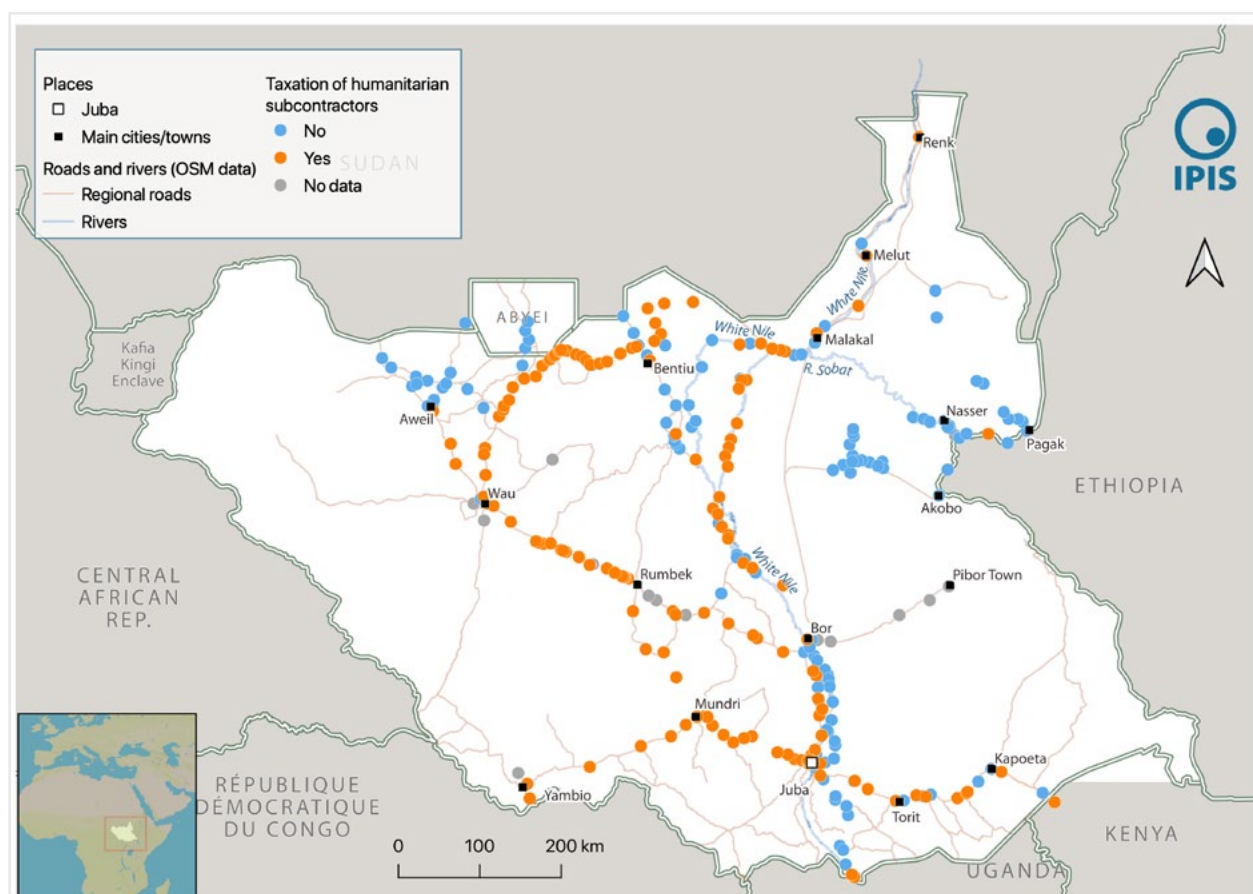 Places
Juba
Main cities/towns
Roads and rivers (OSM data)
Regional roads
Rivers
Taxation of humanitarian
subcontractors
No
Yes
No data
SUDAN
IPIS
Renk
Melut
White Nile
Malakal
White Nile
R. Sobat
ABYEI
Kafia
Kingi
Enclave
Bentiu
Aweil
Nasser
Pagak
ETHIOPIA
Wau
Akobo
CENTRAL
AFRICAN
REP.
Rumbek
White Nile
Pibor Town
Bor
Mundri
Kapoeta
Yambio
Juba
Torit
RÉPUBLIQUE
DÉMOCRATIQUE
DU CONGO
0 100 200 km
KENYA
UGANDA